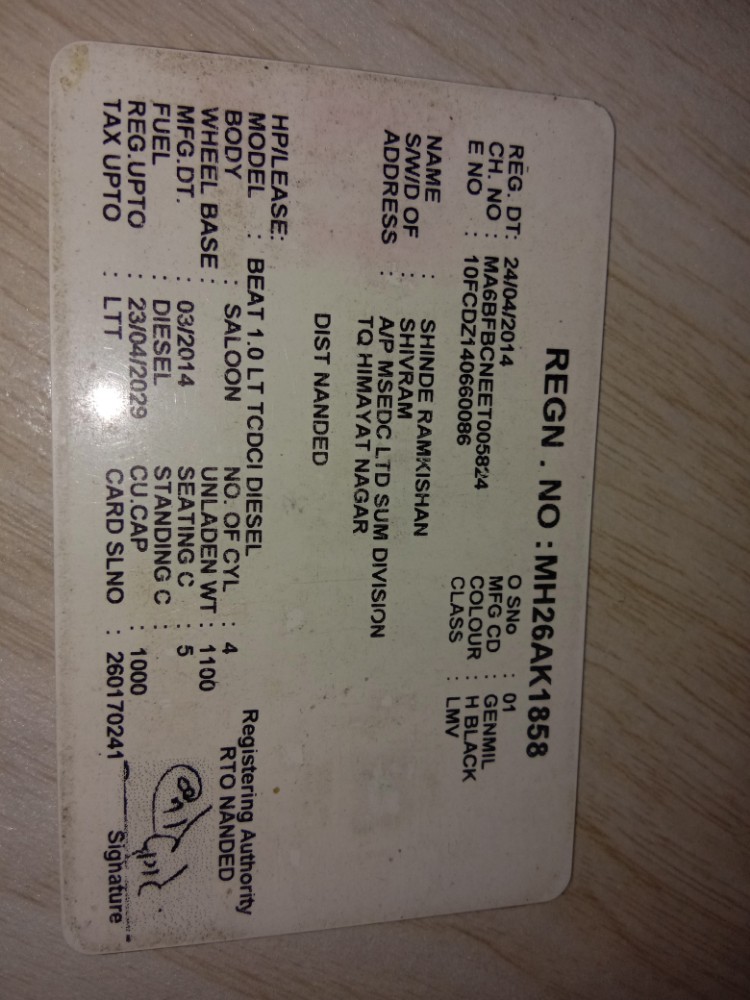 REGN . NO : MH26AK1858
REG. DT: 24/04/2014 O SNo : 01
CH. NO : MA6BFBCNEET005824 MFG CD : GENMIL
E NO : 10FCDZ140660086 COLOUR : H BLACK
CLASS : LMV
NAME : SHINDE RAMKISHAN
S/W/D OF : SHIVRAM
ADDRESS : A/P MSEDC LTD SUM DIVISION
TQ HIMAYAT NAGAR
DIST NANDED
HP/LEASE:
MODEL : BEAT 1.0 LT TCDCI DIESEL
BODY : SALOON NO. OF CYL : 4
WHEEL BASE : UNLADEN WT : 1100
MFG.DT. : 03/2014 SEATING C : 5
FUEL : DIESEL STANDING C :
REG.UPTO : 23/04/2029 CU.CAP : 1000
TAX UPTO : LTT CARD SLNO : 260170241
Registering Authority
RTO NANDED
Signature